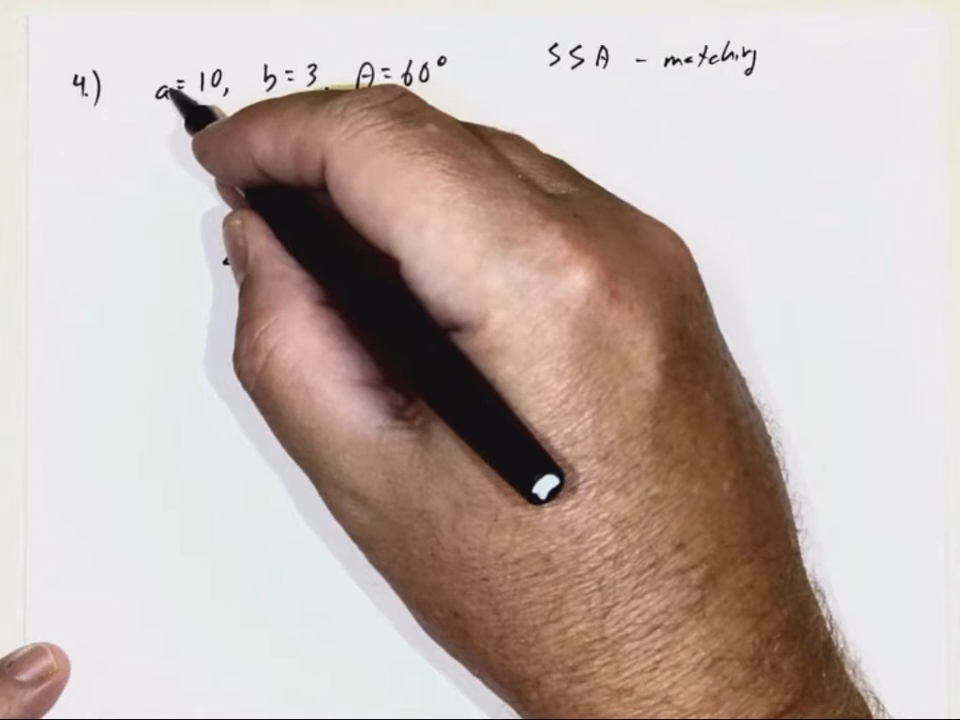 4.) a = 10, b = 3, A = 60° SSA - matching